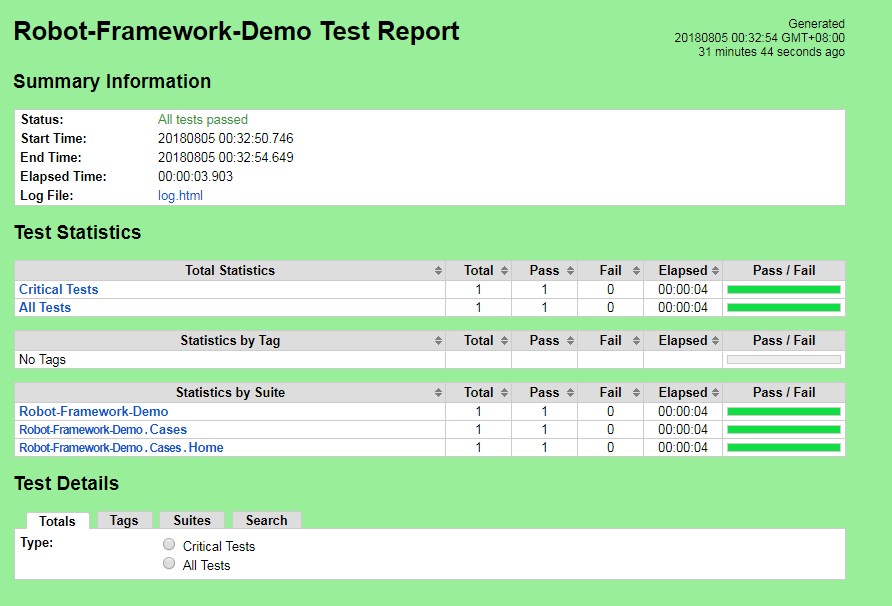 Robot-Framework-Demo Test Report
Generated
20180805 00:32:54 GMT+08:00
31 minutes 44 seconds ago
Summary Information
Status: All tests passed
Start Time: 20180805 00:32:50.746
End Time: 20180805 00:32:54.649
Elapsed Time: 00:00:03.903
Log File: log.html
Test Statistics
Total Statistics Total Pass Fail Elapsed Pass / Fail
Critical Tests 1 1 0 00:00:04
All Tests 1 1 0 00:00:04
Statistics by Tag Total Pass Fail Elapsed Pass / Fail
No Tags
Statistics by Suite Total Pass Fail Elapsed Pass / Fail
Robot-Framework-Demo 1 1 0 00:00:04
Robot-Framework-Demo . Cases 1 1 0 00:00:04
Robot-Framework-Demo . Cases . Home 1 1 0 00:00:04
Test Details
Totals Tags Suites Search
Type: Critical Tests
All Tests